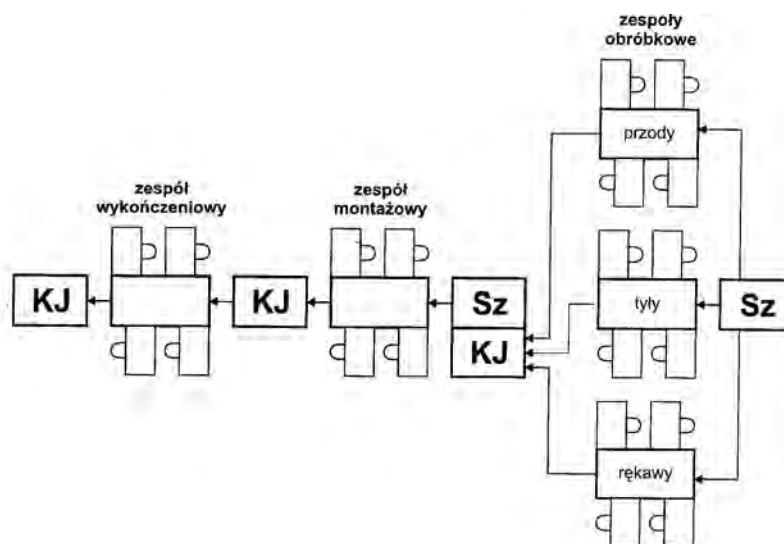 zespoły
obróbkowe
przody
zespół
wykończeniowy
zespół
montażowy
KJ
KJ
Sz
KJ
tyły
Sz
rękawy